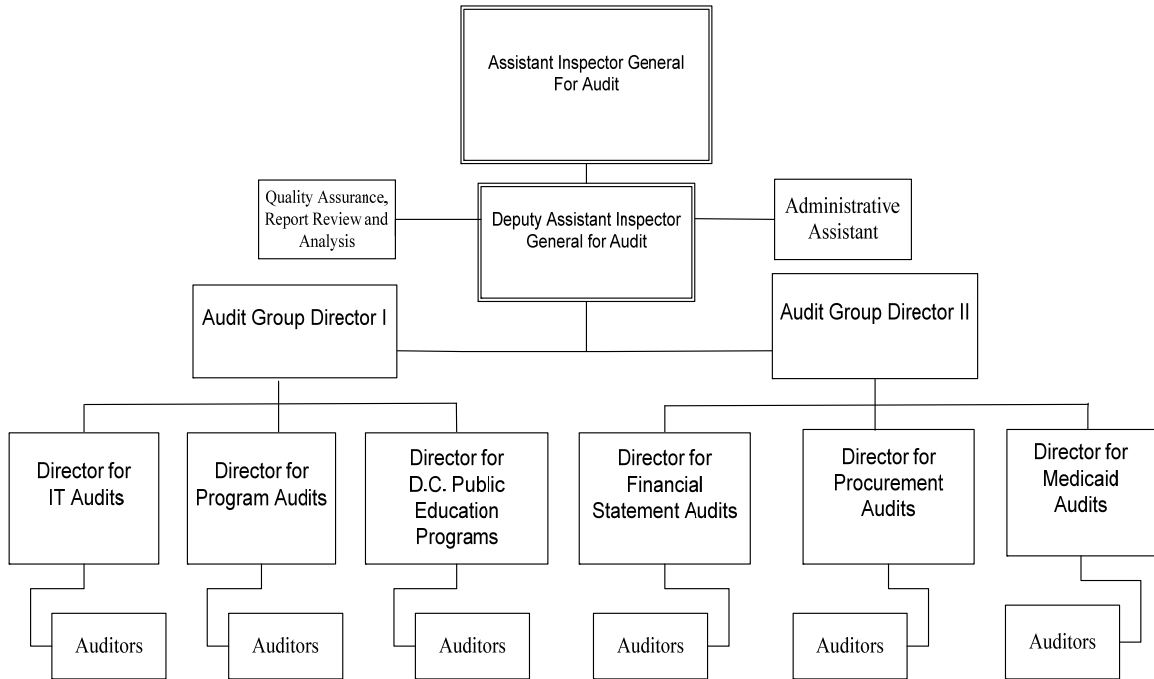 Assistant Inspector General
For Audit
Quality Assurance,
Report Review and
Analysis
Deputy Assistant Inspector
General for Audit
Administrative
Assistant
Audit Group Director I
Audit Group Director II
Director for
IT Audits
Director for
Program Audits
Director for
D.C. Public
Education
Programs
Director for
Financial
Statement Audits
Director for
Procurement
Audits
Director for
Medicaid
Audits
Auditors
Auditors
Auditors
Auditors
Auditors
Auditors